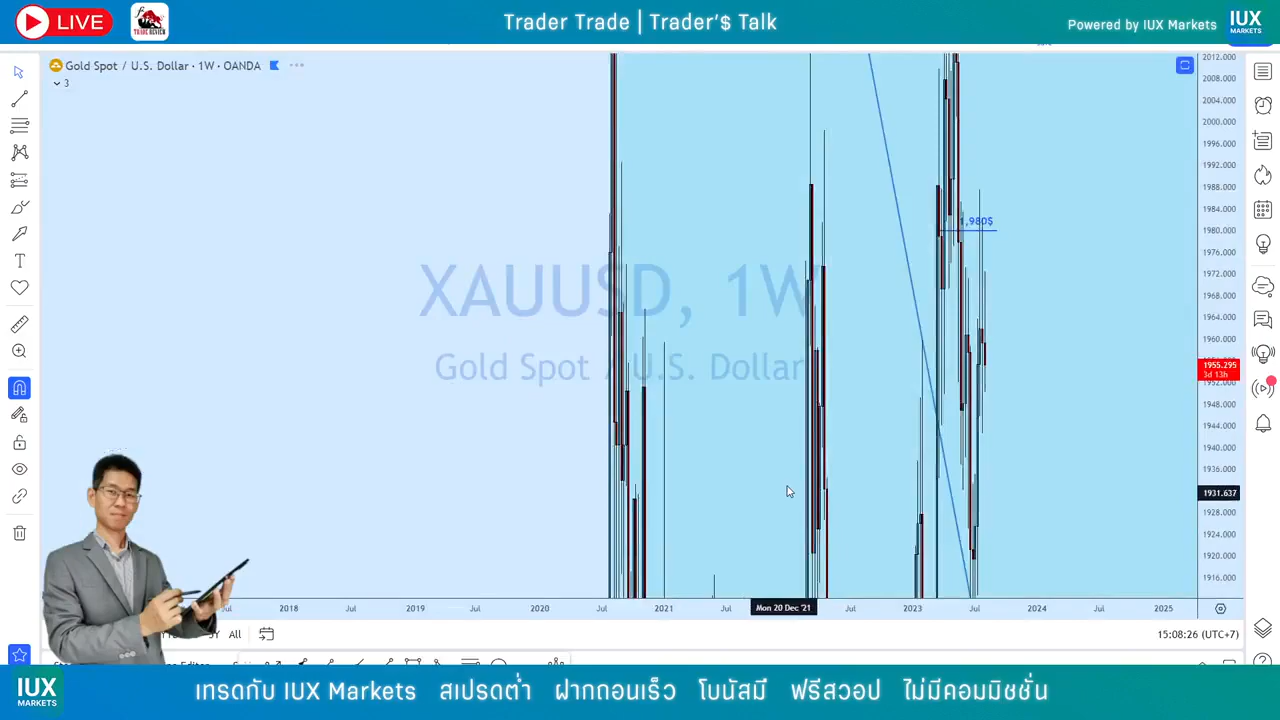 LIVE
TRADE REVIEW
Trader Trade | Trader'$ Talk
Powered by IUX Markets
IUX
MARKETS
Gold Spot / U.S. Dollar · 1W · OANDA
3
XAUUSD, 1W
Gold Spot / U.S. Dollar
1,980$
2012.000
2008.000
2004.000
2000.000
1996.000
1992.000
1988.000
1984.000
1980.000
1976.000
1972.000
1968.000
1964.000
1960.000
1955.295
3d 13h
1952.000
1948.000
1944.000
1940.000
1936.000
1931.637
1928.000
1924.000
1920.000
1916.000
Jul 2018 Jul 2019 Jul 2020 Jul 2021 Jul Mon 20 Dec '21 Jul 2023 Jul 2024 Jul 2025
All
15:08:26 (UTC+7)
IUX
MARKETS
เทรดกับ IUX Markets สเปรดต่ำ ฝากถอนเร็ว โบนัสมี ฟรีสวอป ไม่มีคอมมิชชั่น